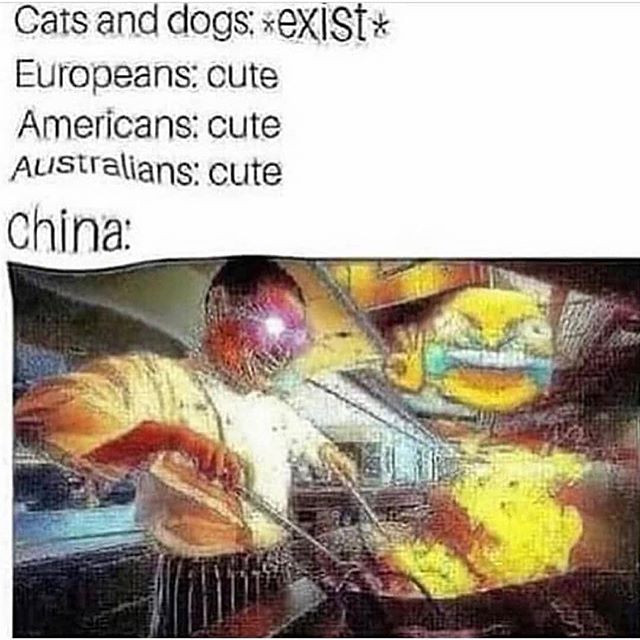 Cats and dogs: *exist*
Europeans: cute
Americans: cute
Australians: cute
China: